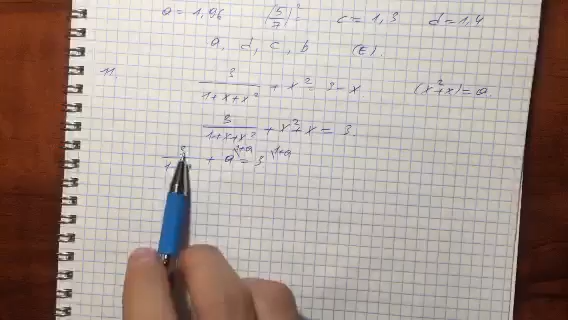 a = 1,96 (5/7)² = c = 1,3 d = 1,4
a, d, c, b (E).
11. 3/(1+x+x²) + x² = 3 - x (x²+x) = a
3/(1+x+x²) + x² + x = 3.
3/ + a = 3 1+a 1+a